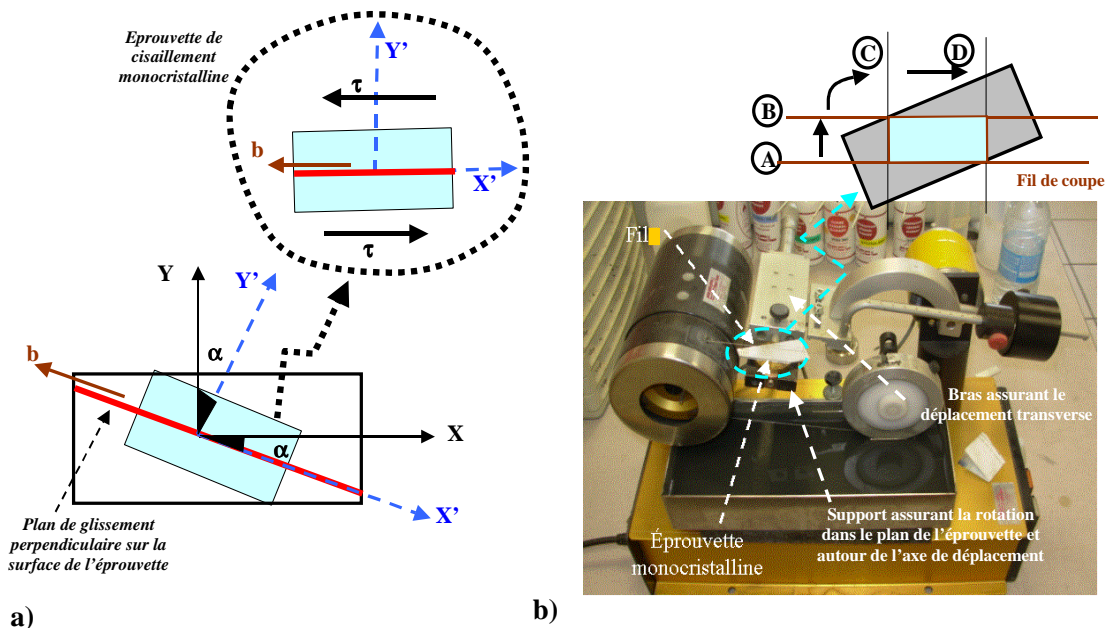 a)
Eprouvette de
cisaillement
monocristalline
Y’
τ
b
X’
τ
Y
Y’
α
b
X
α
X’
Plan de glissement
perpendiculaire sur la
surface de l’éprouvette
b)
C
D
B
A
Fil de coupe
Fil
Bras assurant le
déplacement transverse
Support assurant la rotation
dans le plan de l’éprouvette et
autour de l’axe de déplacement
Éprouvette
monocristalline